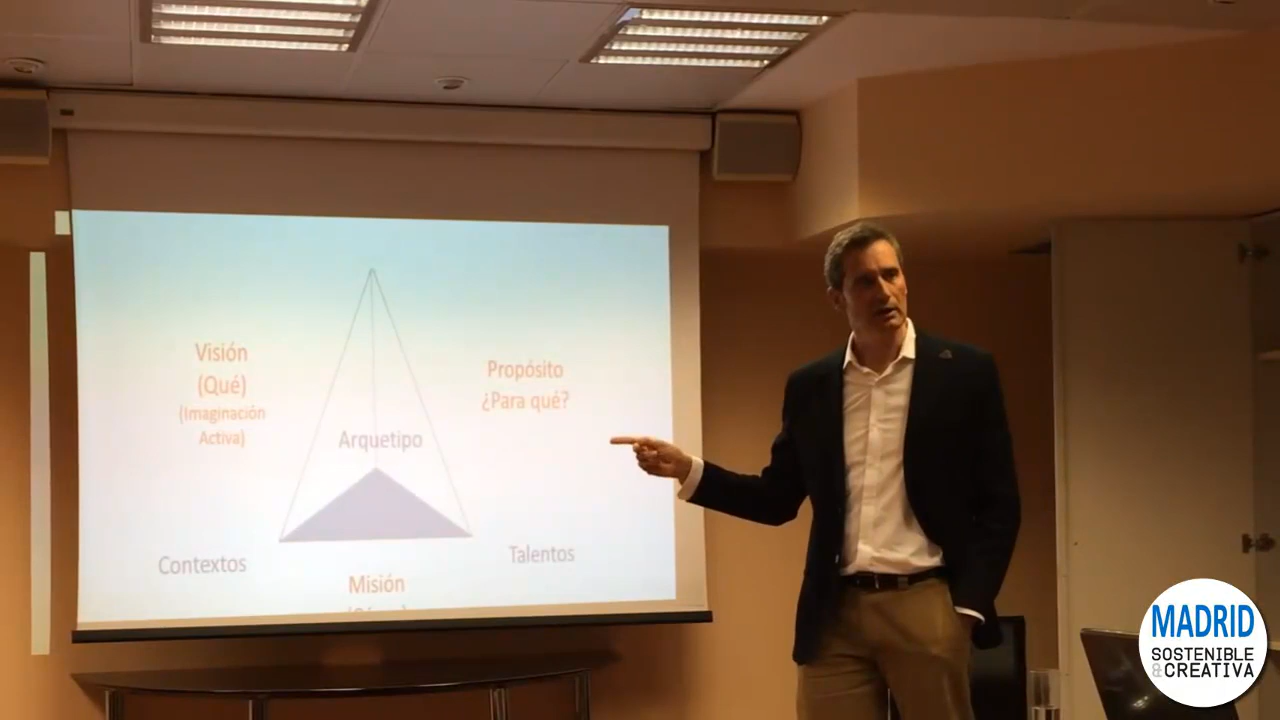 Visión
(Qué)
(Imaginación
Activa)
Propósito
¿Para qué?
Arquetipo
Contextos
Talentos
Misión
MADRID
SOSTENIBLE
&CREATIVA